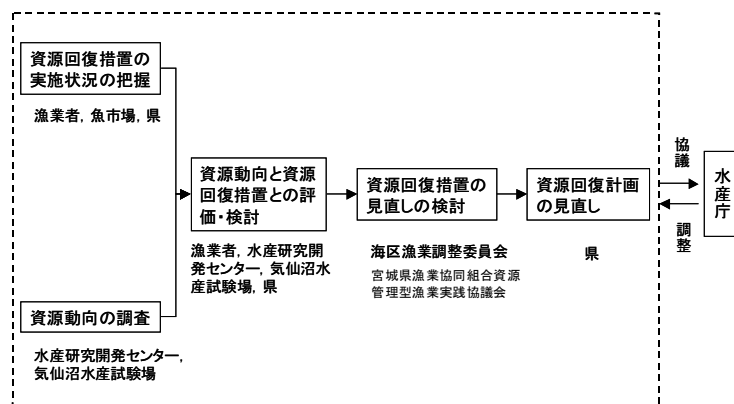 資源回復措置の
実施状況の把握
漁業者，魚市場，県
資源動向と資源
回復措置との評
価・検討
漁業者，水産研究開
発センター，気仙沼水
産試験場，県
資源動向の調査
水産研究開発センター，
気仙沼水産試験場
資源回復措置の
見直しの検討
海区漁業調整委員会
宮城県漁業協同組合資源
管理型漁業実践協議会
資源回復計画
の見直し
県
協議
調整
水産庁